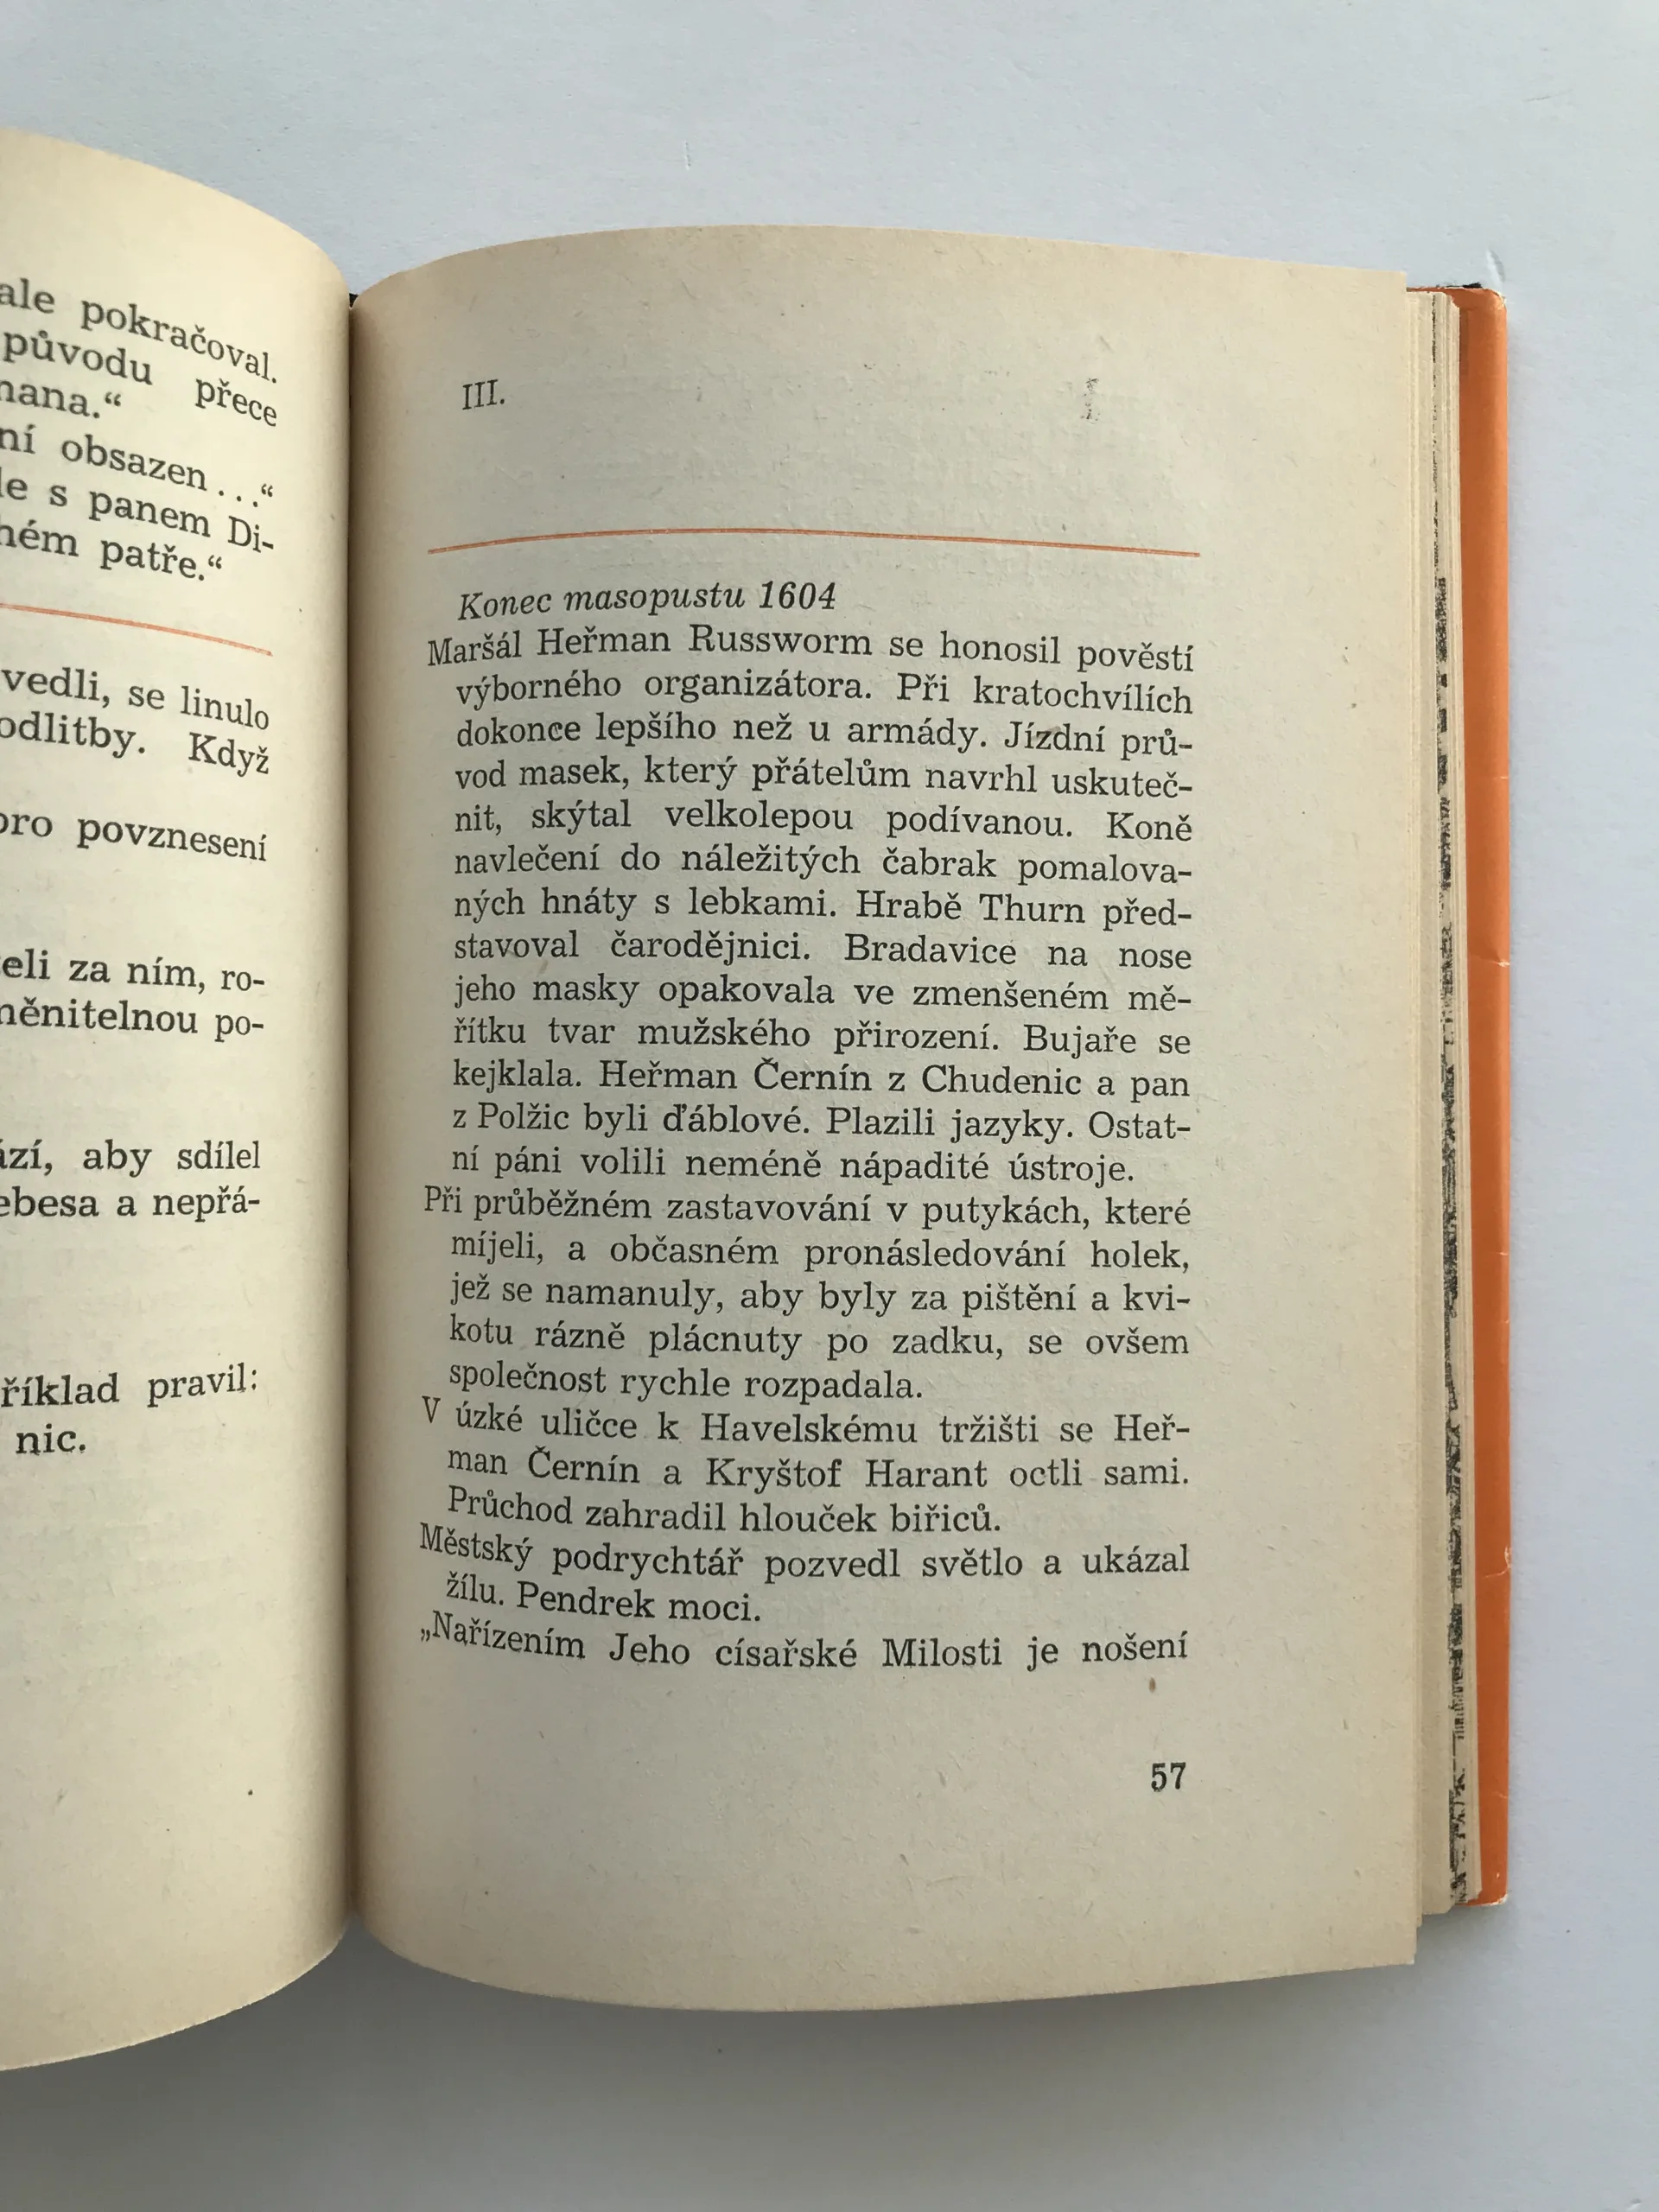 ale pokračoval.
původu přece
mana.“
ní obsazen...“
le s panem Di-
hém patře.“
vedli, se linulo
odlitby. Když
pro povznesení
eli za ním, ro-
měnitelnou po-
ází, aby sdílel
ebesa a nepřá-
říklad pravil:
nic.
III.
Konec masopustu 1604
Maršál Heřman Russworm se honosil pověstí
výborného organizátora. Při kratochvílích
dokonce lepšího než u armády. Jízdní prů-
vod masek, který přátelům navrhl uskuteč-
nit, skýtal velkolepou podívanou. Koně
navlečení do náležitých čabrak pomalova-
ných hnáty s lebkami. Hrabě Thurn před-
stavoval čarodějnici. Bradavice na nose
jeho masky opakovala ve zmenšeném mě-
řítku tvar mužského přirození. Bujaře se
kejklala. Heřman Černín z Chudenic a pan
z Polžic byli ďáblové. Plazili jazyky. Ostat-
ní páni volili neméně nápadité ústroje.
Při průběžném zastavování v putykách, které
míjeli, a občasném pronásledování holek,
jež se namanuly, aby byly za pištění a kvi-
kotu rázně plácnuty po zadku, se ovšem
společnost rychle rozpadala.
V úzké uličce k Havelskému tržišti se Heř-
man Černín a Kryštof Harant octli sami.
Průchod zahradil hlouček biřiců.
Městský podrychtář pozvedl světlo a ukázal
žílu. Pendrek moci.
„Nařízením Jeho císařské Milosti je nošení
57